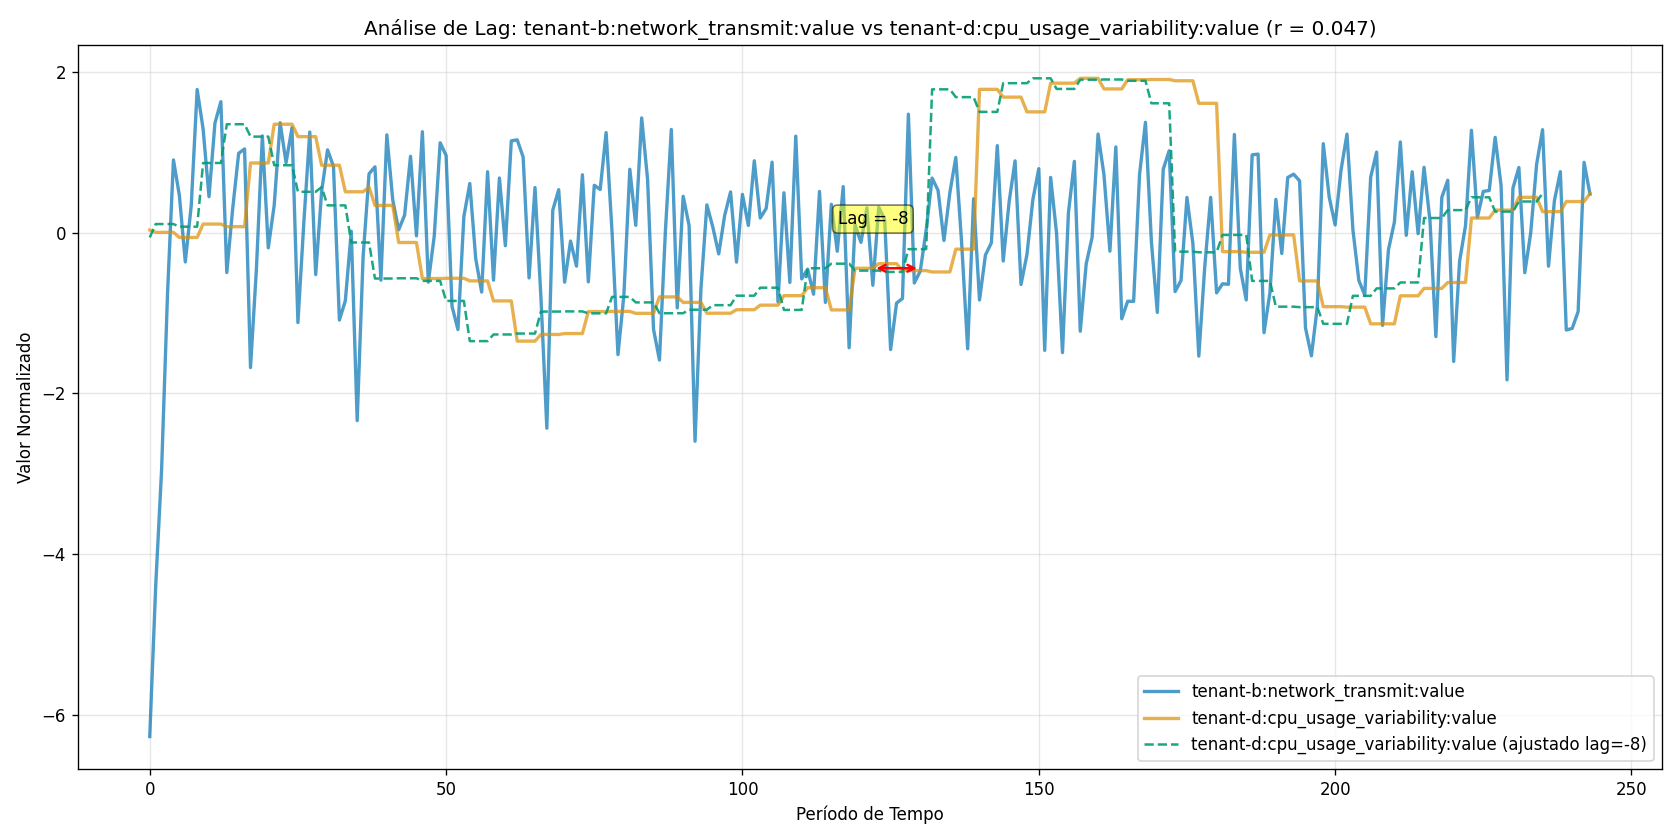 Análise de Lag: tenant-b:network_transmit:value vs tenant-d:cpu_usage_variability:value (r = 0.047)
Valor Normalizado
2
0
−2
−4
−6
Lag = -8
tenant-b:network_transmit:value
tenant-d:cpu_usage_variability:value
tenant-d:cpu_usage_variability:value (ajustado lag=-8)
0 50 100 150 200 250
Período de Tempo